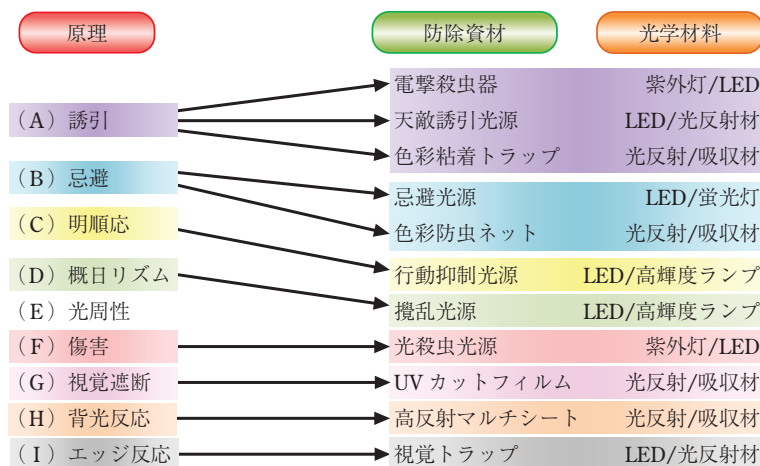 原理 防除資材 光学材料
電撃殺虫器 紫外灯/LED
(A) 誘引 天敵誘引光源 LED/光反射材
色彩粘着トラップ 光反射/吸収材
(B) 忌避
忌避光源 LED/蛍光灯
(C) 明順応 色彩防虫ネット 光反射/吸収材
(D) 概日リズム 行動抑制光源 LED/高輝度ランプ
(E) 光周性 攪乱光源 LED/高輝度ランプ
(F) 傷害 光殺虫光源 紫外灯/LED
(G) 視覚遮断 UVカットフィルム 光反射/吸収材
(H) 背光反応 高反射マルチシート 光反射/吸収材
(I) エッジ反応 視覚トラップ LED/光反射材